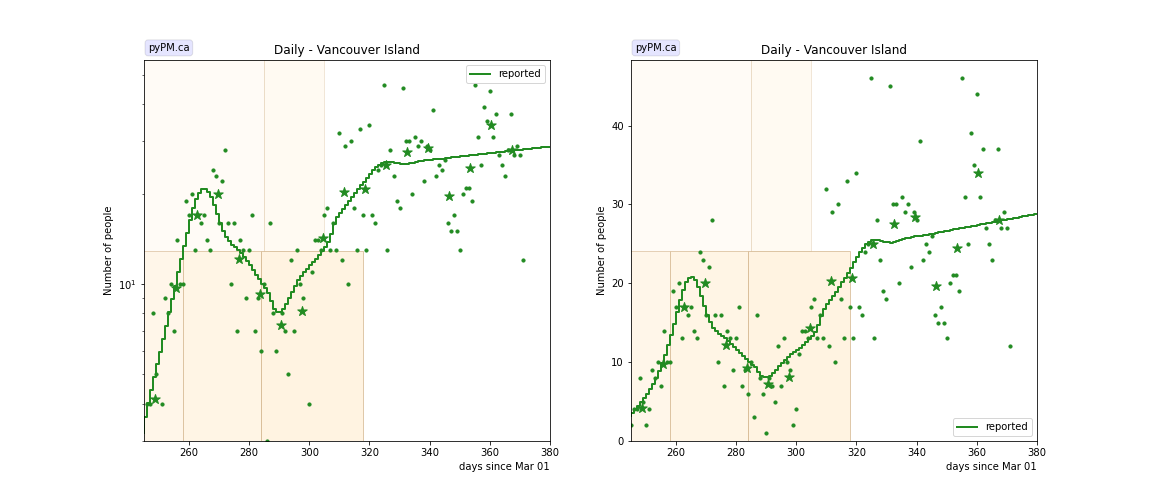 pyPM.ca
Daily - Vancouver Island
reported
Number of people
10¹
260 280 300 320 340 360 380
days since Mar 01
pyPM.ca
Daily - Vancouver Island
Number of people
40
30
20
10
0
reported
260 280 300 320 340 360 380
days since Mar 01